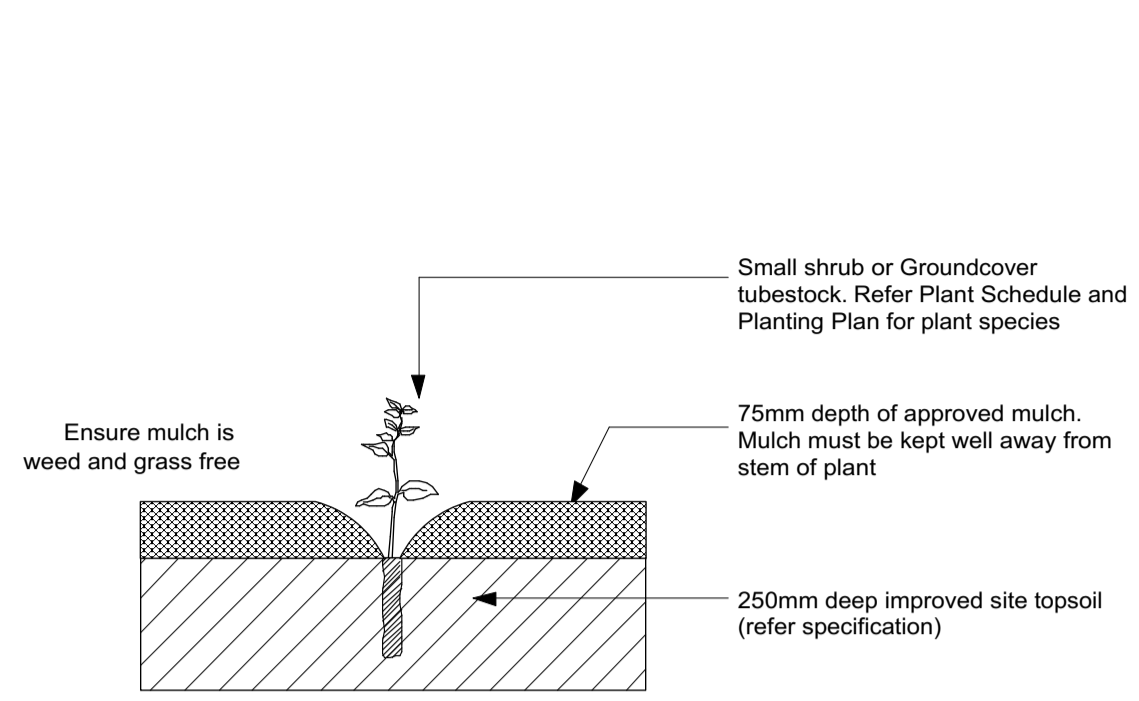 Small shrub or Groundcover
tubestock. Refer Plant Schedule and
Planting Plan for plant species
Ensure mulch is
weed and grass free
75mm depth of approved mulch.
Mulch must be kept well away from
stem of plant
250mm deep improved site topsoil
(refer specification)